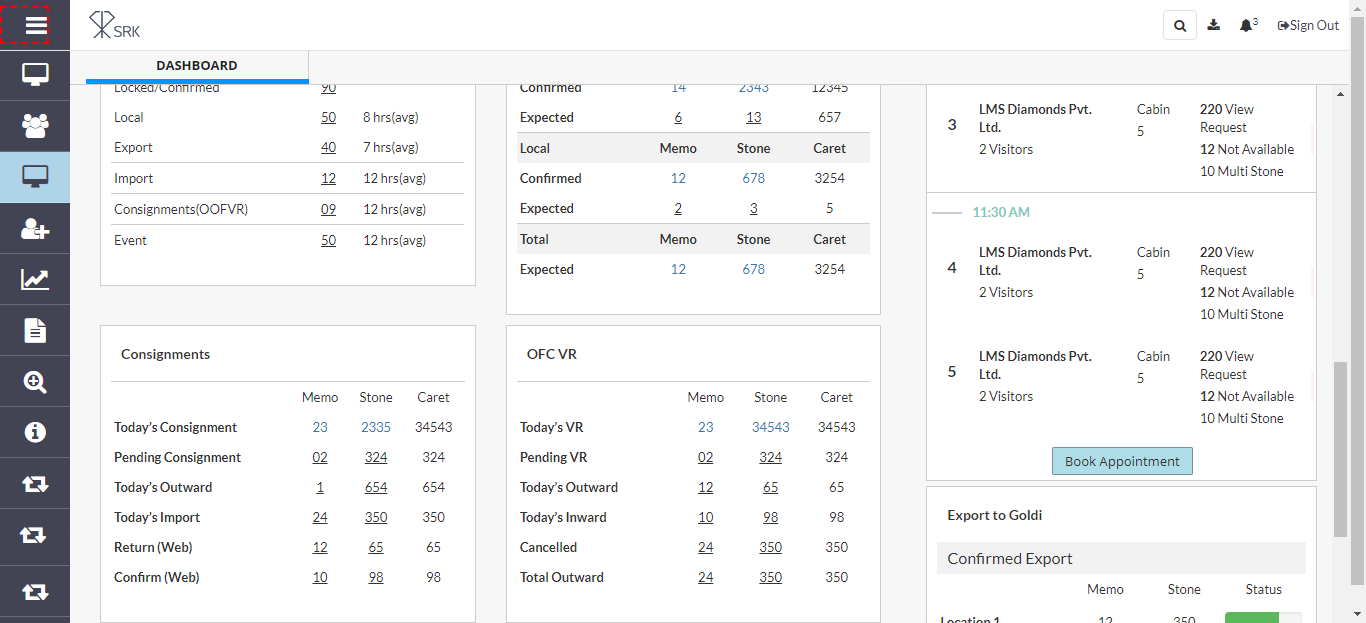 SRK
3
Sign Out
DASHBOARD
Locked/Confirmed 90
Local 50 8 hrs(avg)
Export 40 7 hrs(avg)
Import 12 12 hrs(avg)
Consignments(OOFVR) 09 12 hrs(avg)
Event 50 12 hrs(avg)
Confirmed 14 2343 12345
Expected 6 13 657
Local Memo Stone Caret
Confirmed 12 678 3254
Expected 2 3 5
Total Memo Stone Caret
Expected 12 678 3254
3 LMS Diamonds Pvt. Ltd.
2 Visitors
Cabin
5
220 View
Request
12 Not Available
10 Multi Stone
11:30 AM
4 LMS Diamonds Pvt.
Ltd.
2 Visitors
Cabin
5
220 View
Request
12 Not Available
10 Multi Stone
5 LMS Diamonds Pvt.
Ltd.
2 Visitors
Cabin
5
220 View
Request
12 Not Available
10 Multi Stone
Book Appointment
Consignments
Memo Stone Caret
Today's Consignment 23 2335 34543
Pending Consignment 02 324 324
Today's Outward 1 654 654
Today's Import 24 350 350
Return (Web) 12 65 65
Confirm (Web) 10 98 98
OFC VR
Memo Stone Caret
Today's VR 23 34543 34543
Pending VR 02 324 324
Today's Outward 12 65 65
Today's Inward 10 98 98
Cancelled 24 350 350
Total Outward 24 350 350
Export to Goldi
Confirmed Export
Memo Stone Status
Location 1 12 350